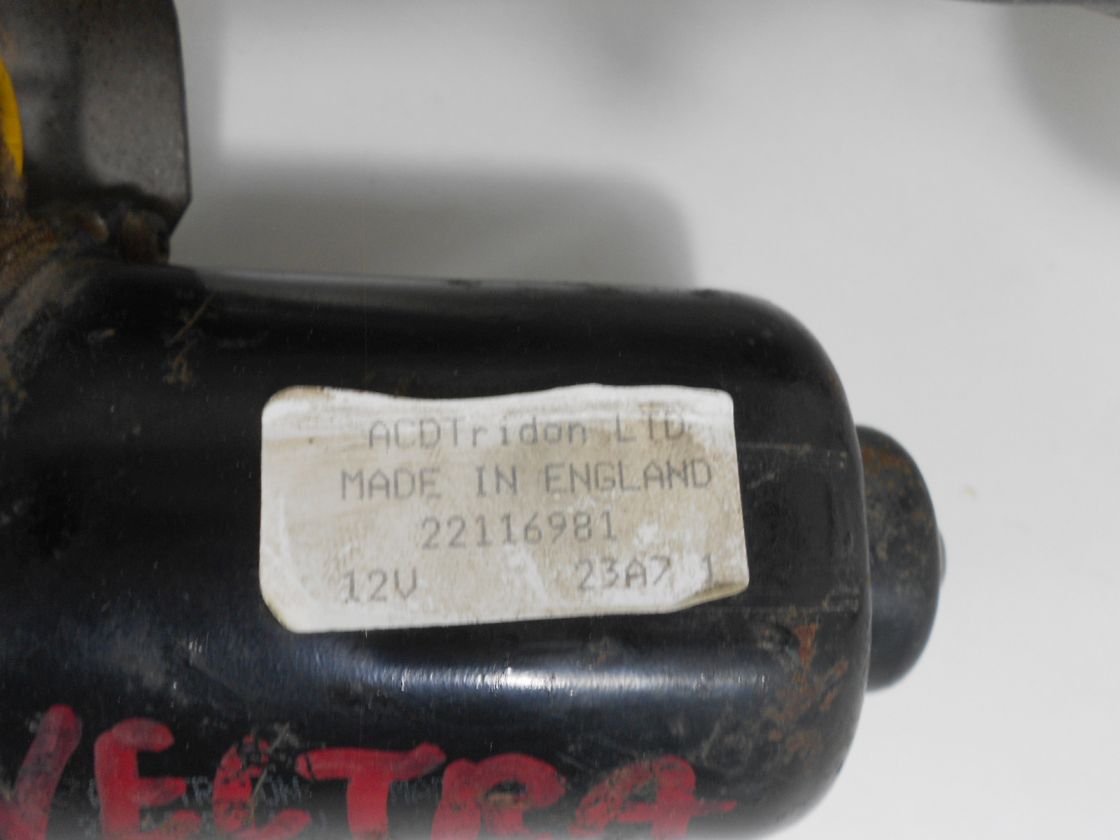 ACDTridon LTD
MADE IN ENGLAND
22116981
12V 23A7 1
VECTRA